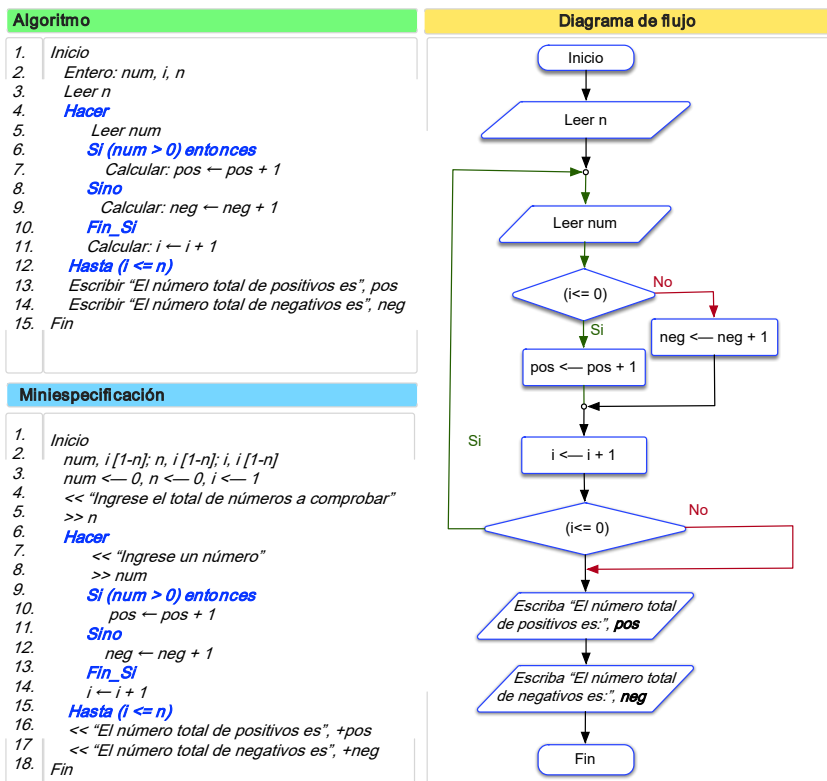 Algoritmo
1. Inicio
2. Entero: num, i, n
3. Leer n
4. Hacer
5. Leer num
6. Si (num > 0) entonces
7. Calcular: pos ← pos + 1
8. Sino
9. Calcular: neg ← neg + 1
10. Fin_Si
11. Calcular: i ← i + 1
12. Hasta (i <= n)
13. Escribir “El número total de positivos es”, pos
14. Escribir “El número total de negativos es”, neg
15. Fin
Miniespecificación
1. Inicio
2. num, i [1-n]; n, i [1-n]; i, i [1-n]
3. num <— 0, n <— 0, i <— 1
4. << “Ingrese el total de números a comprobar”
5. >> n
6. Hacer
7. << “Ingrese un número”
8. >> num
9. Si (num > 0) entonces
10. pos ← pos + 1
11. Sino
12. neg ← neg + 1
13. Fin_Si
14. i ← i + 1
15. Hasta (i <= n)
16. << “El número total de positivos es”, +pos
17 << “El número total de negativos es”, +neg
18. Fin
Diagrama de flujo
Inicio
Leer n
Leer num
(i<= 0)
No
Si
neg <— neg + 1
pos <— pos + 1
Si
i <— i + 1
(i<= 0)
No
Escriba “El número total
de positivos es:”, pos
Escriba “El número total
de negativos es:”, neg
Fin